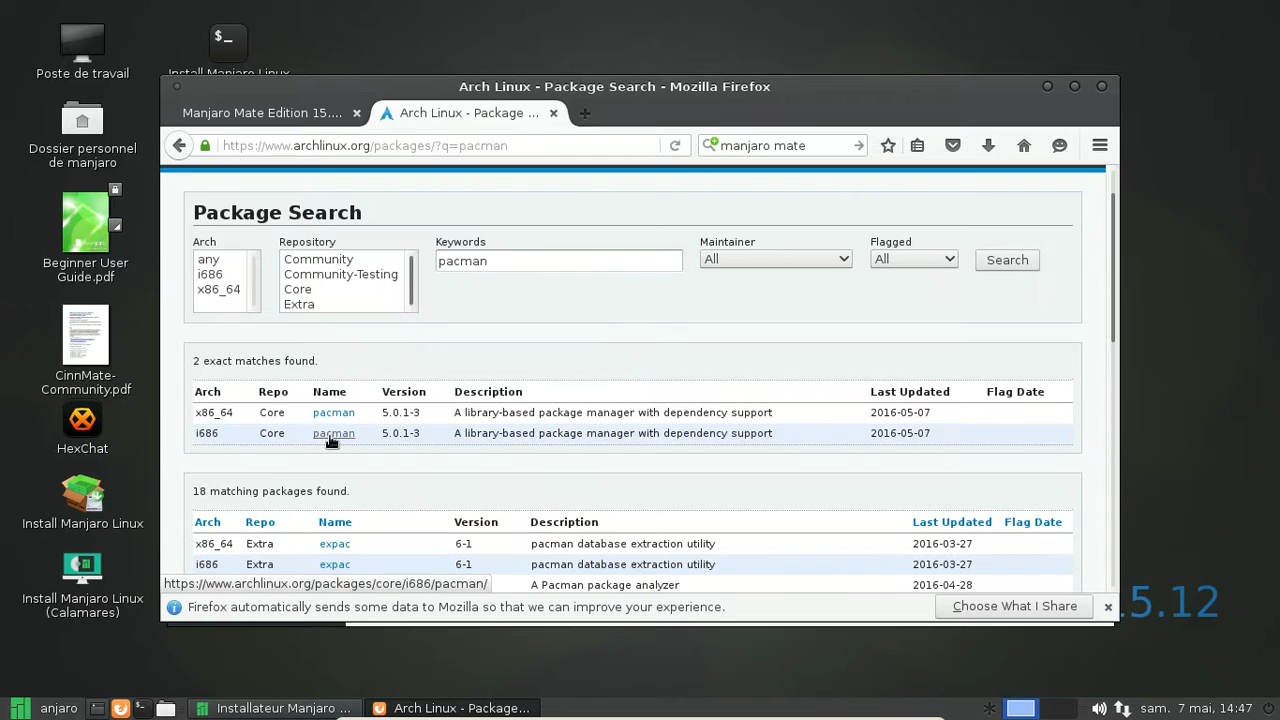 Poste de travail
Install Manjaro Linux
Dossier personnel
de manjaro
Beginner User
Guide.pdf
CinnMate-
Community.pdf
HexChat
Install Manjaro Linux
Install Manjaro Linux
(Calamares)
Arch Linux - Package Search - Mozilla Firefox
Manjaro Mate Edition 15.... Arch Linux - Package ...
https://www.archlinux.org/packages/?q=pacman manjaro mate
Package Search
Arch Repository Keywords Maintainer Flagged
any Community pacman All All Search
i686 Community-Testing
x86_64 Core
Extra
2 exact matches found.
Arch Repo Name Version Description Last Updated Flag Date
x86_64 Core pacman 5.0.1-3 A library-based package manager with dependency support 2016-05-07
i686 Core pacman 5.0.1-3 A library-based package manager with dependency support 2016-05-07
18 matching packages found.
Arch Repo Name Version Description Last Updated Flag Date
x86_64 Extra expac 6-1 pacman database extraction utility 2016-03-27
i686 Extra expac 6-1 pacman database extraction utility 2016-03-27
A Pacman package analyzer 2016-04-28
https://www.archlinux.org/packages/core/i686/pacman/
Firefox automatically sends some data to Mozilla so that we can improve your experience. Choose What I Share
15.12
anjaro Installateur Manjaro ... Arch Linux - Package... sam. 7 mai, 14:47